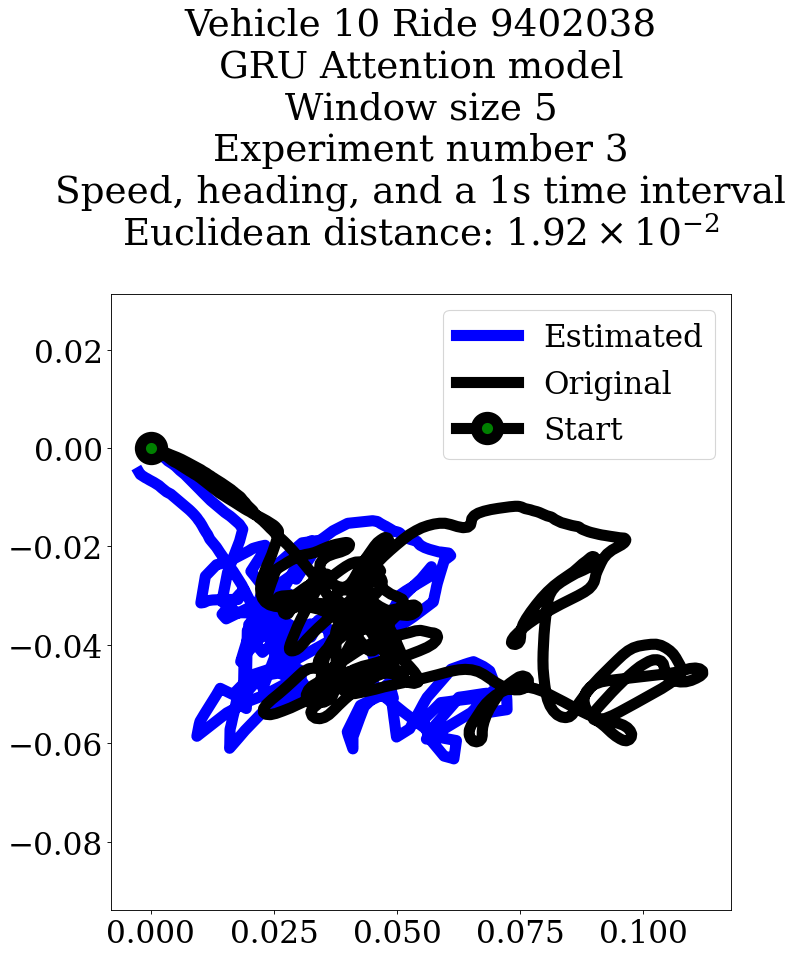 Vehicle 10 Ride 9402038
GRU Attention model
Window size 5
Experiment number 3
Speed, heading, and a 1s time interval
Euclidean distance: 1.92 × 10⁻²
Estimated
Original
Start
0.02
0.00
−0.02
−0.04
−0.06
−0.08
0.000 0.025 0.050 0.075 0.100